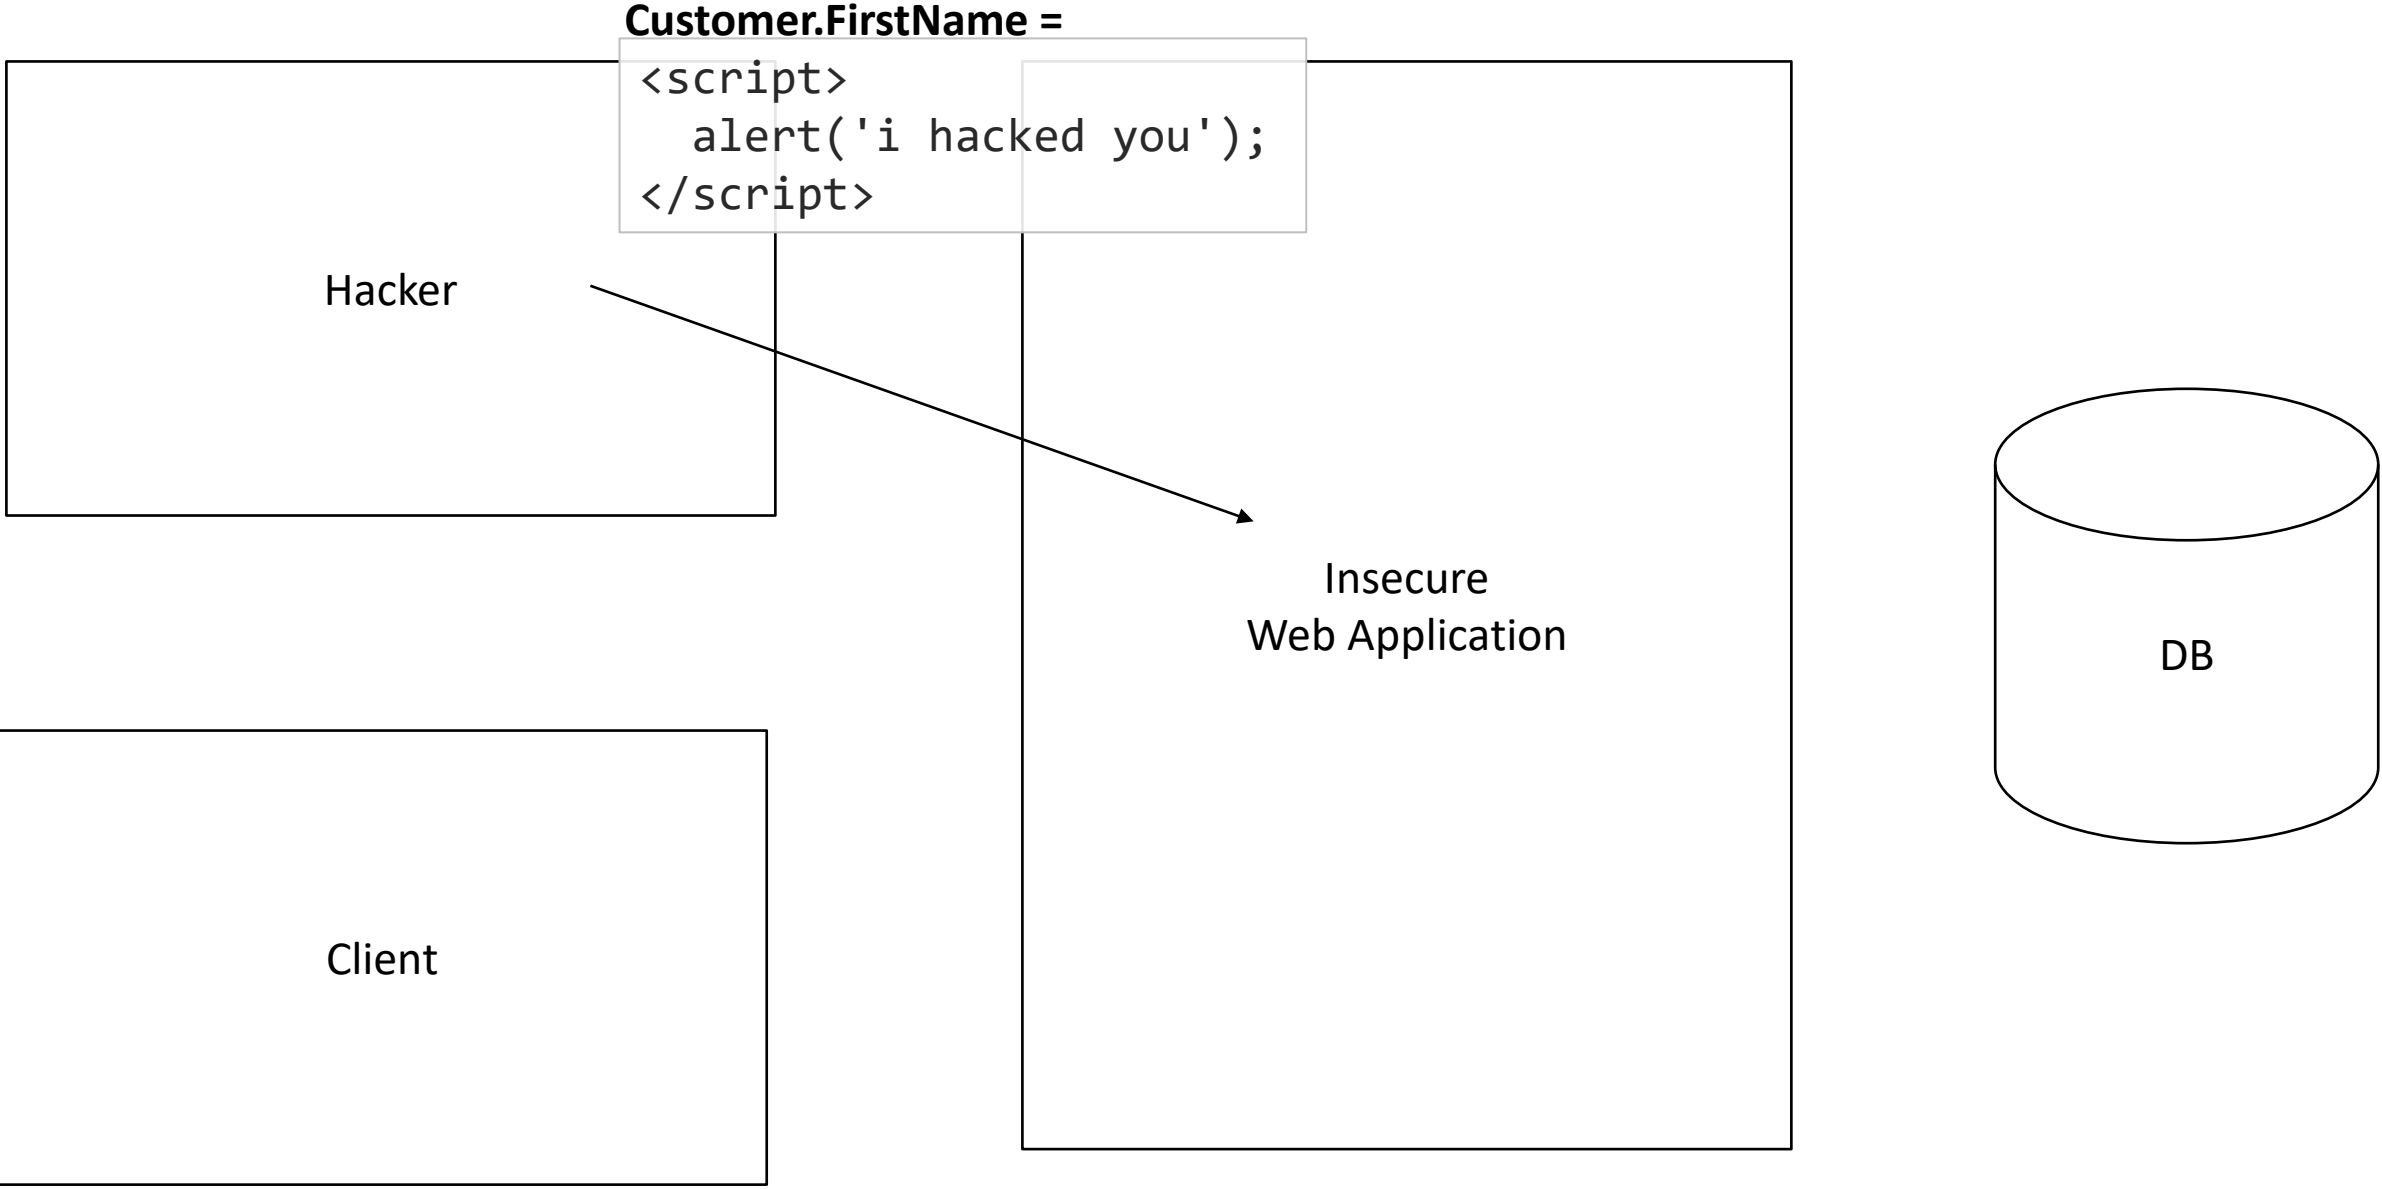 Customer.FirstName =
<script>
  alert('i hacked you');
</script>
Hacker
Insecure
Web Application
DB
Client